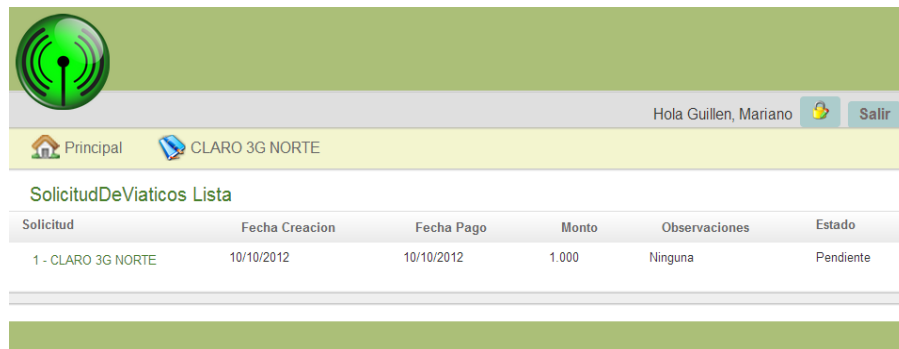 Hola Guillen, Mariano Salir
Principal CLARO 3G NORTE
SolicitudDeViaticos Lista
Solicitud Fecha Creacion Fecha Pago Monto Observaciones Estado
1 - CLARO 3G NORTE 10/10/2012 10/10/2012 1.000 Ninguna Pendiente